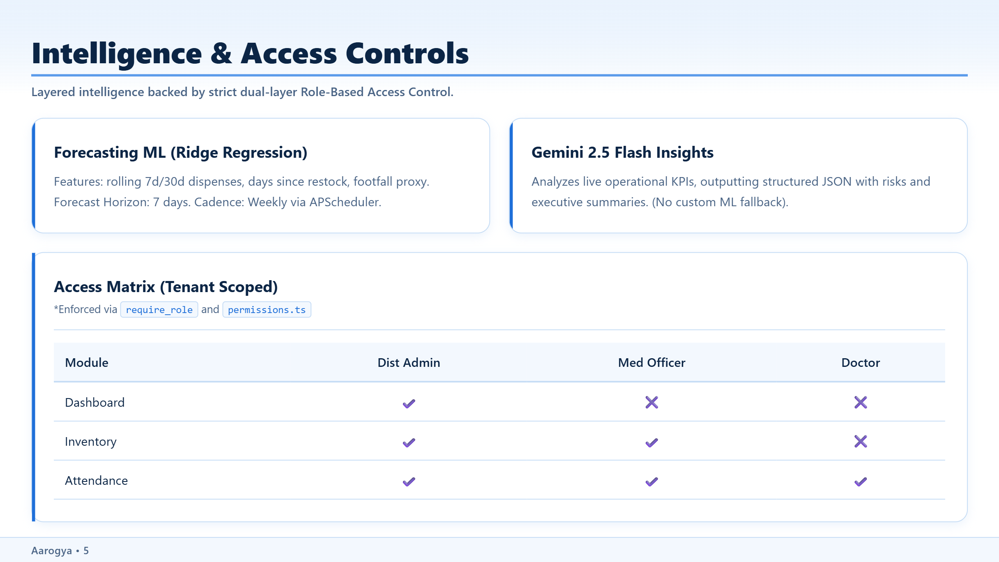 Intelligence & Access Controls
Layered intelligence backed by strict dual-layer Role-Based Access Control.
Forecasting ML (Ridge Regression)
Features: rolling 7d/30d dispenses, days since restock, footfall proxy.
Forecast Horizon: 7 days. Cadence: Weekly via APScheduler.
Gemini 2.5 Flash Insights
Analyzes live operational KPIs, outputting structured JSON with risks and
executive summaries. (No custom ML fallback).
Access Matrix (Tenant Scoped)
*Enforced via require_role and permissions.ts
Module Dist Admin Med Officer Doctor
Dashboard ✔ ✖ ✖
Inventory ✔ ✔ ✖
Attendance ✔ ✔ ✔
Aarogya • 5